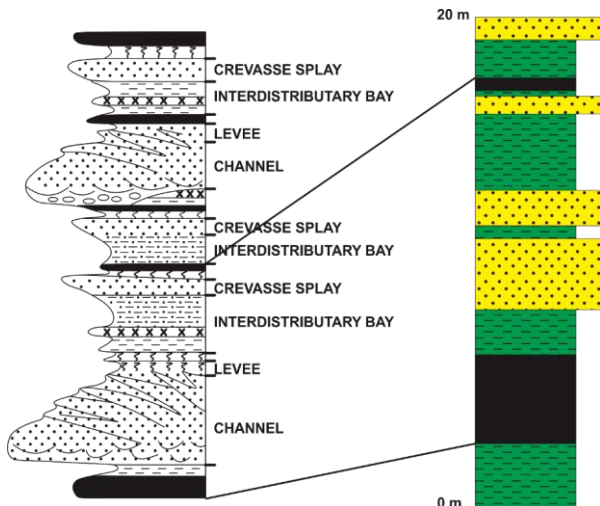 20 m
CREVASSE SPLAY
INTERDISTRIBUTARY BAY
LEVEE
CHANNEL
CREVASSE SPLAY
INTERDISTRIBUTARY BAY
CREVASSE SPLAY
INTERDISTRIBUTARY BAY
LEVEE
CHANNEL
0 m